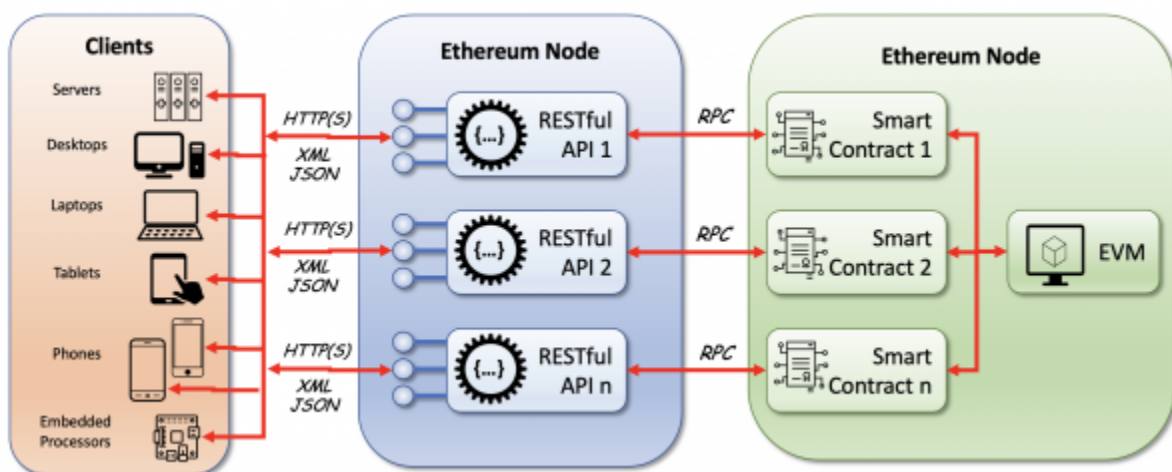 Clients
Servers
Desktops
Laptops
Tablets
Phones
Embedded
Processors
HTTP(S)
XML
JSON
HTTP(S)
XML
JSON
HTTP(S)
XML
JSON
Ethereum Node
{...}
RESTful
API 1
{...}
RESTful
API 2
{...}
RESTful
API n
RPC
RPC
RPC
Ethereum Node
Smart
Contract 1
Smart
Contract 2
Smart
Contract n
EVM